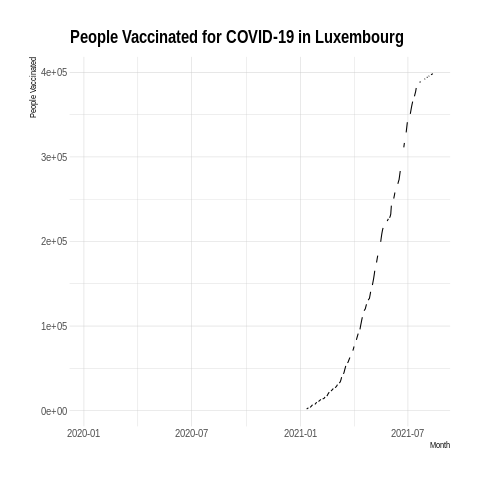 People Vaccinated for COVID-19 in Luxembourg
People Vaccinated
4e+05
3e+05
2e+05
1e+05
0e+00
2020-01 2020-07 2021-01 2021-07
Month